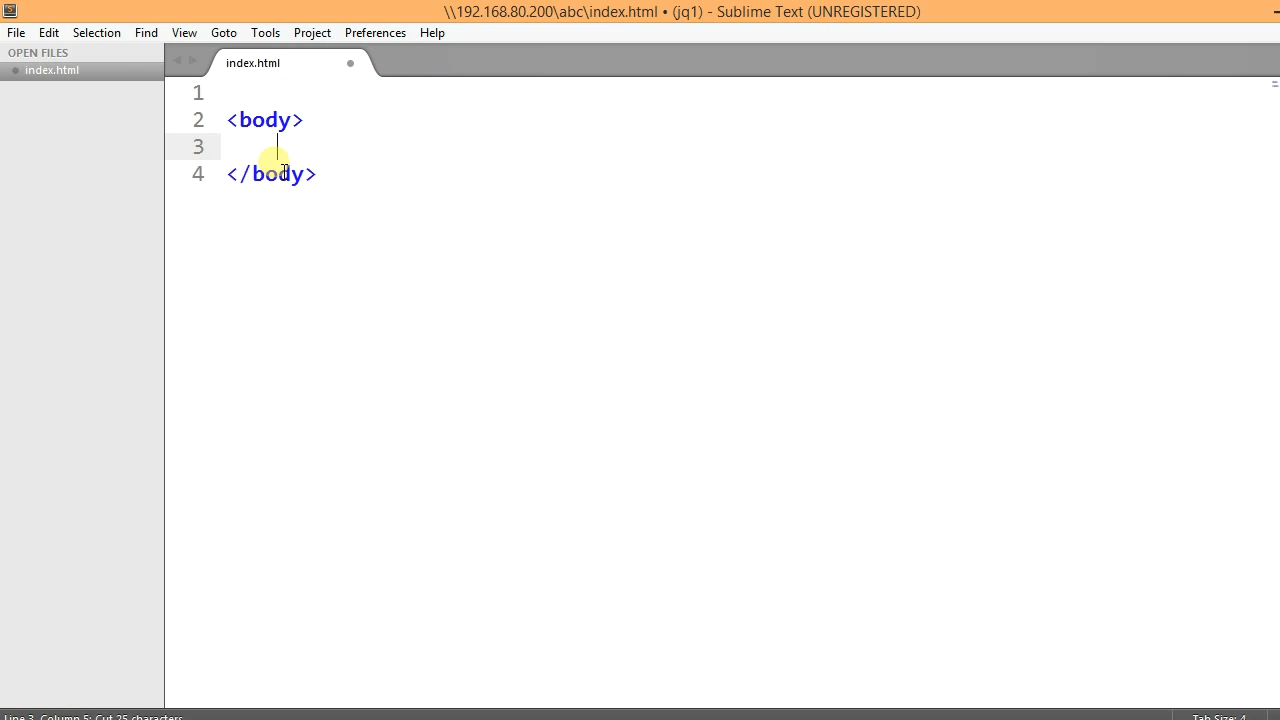 \\192.168.80.200\abc\index.html • (jq1) - Sublime Text (UNREGISTERED)
File Edit Selection Find View Goto Tools Project Preferences Help
OPEN FILES
index.html
index.html
1
2 <body>
3
4 </body>
Line 3, Column 5; Cut 25 characters Tab Size: 4